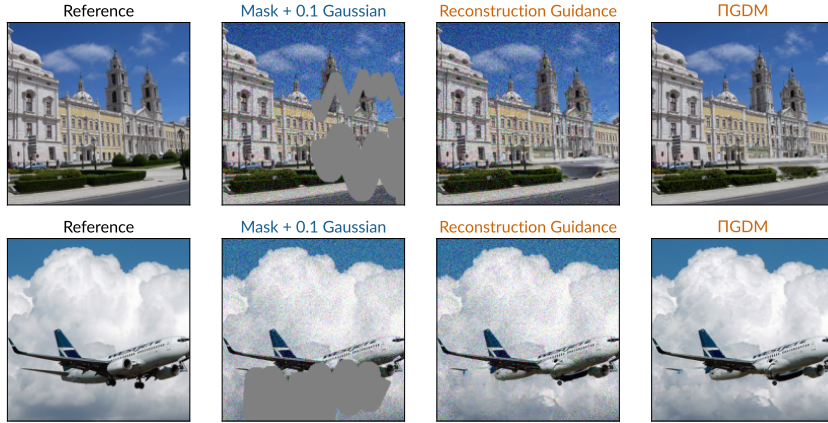 Reference
Mask + 0.1 Gaussian
Reconstruction Guidance
ΠGDM
Reference
Mask + 0.1 Gaussian
Reconstruction Guidance
ΠGDM